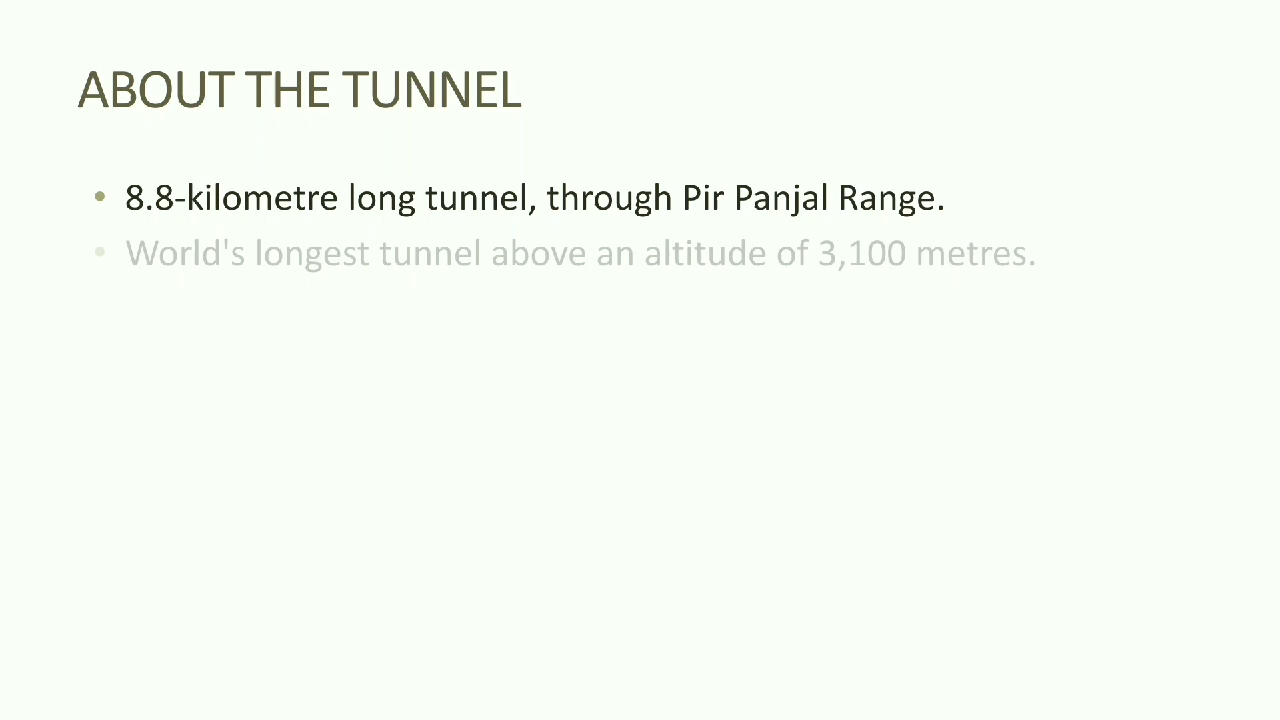 ABOUT THE TUNNEL
• 8.8-kilometre long tunnel, through Pir Panjal Range.
• World's longest tunnel above an altitude of 3,100 metres.